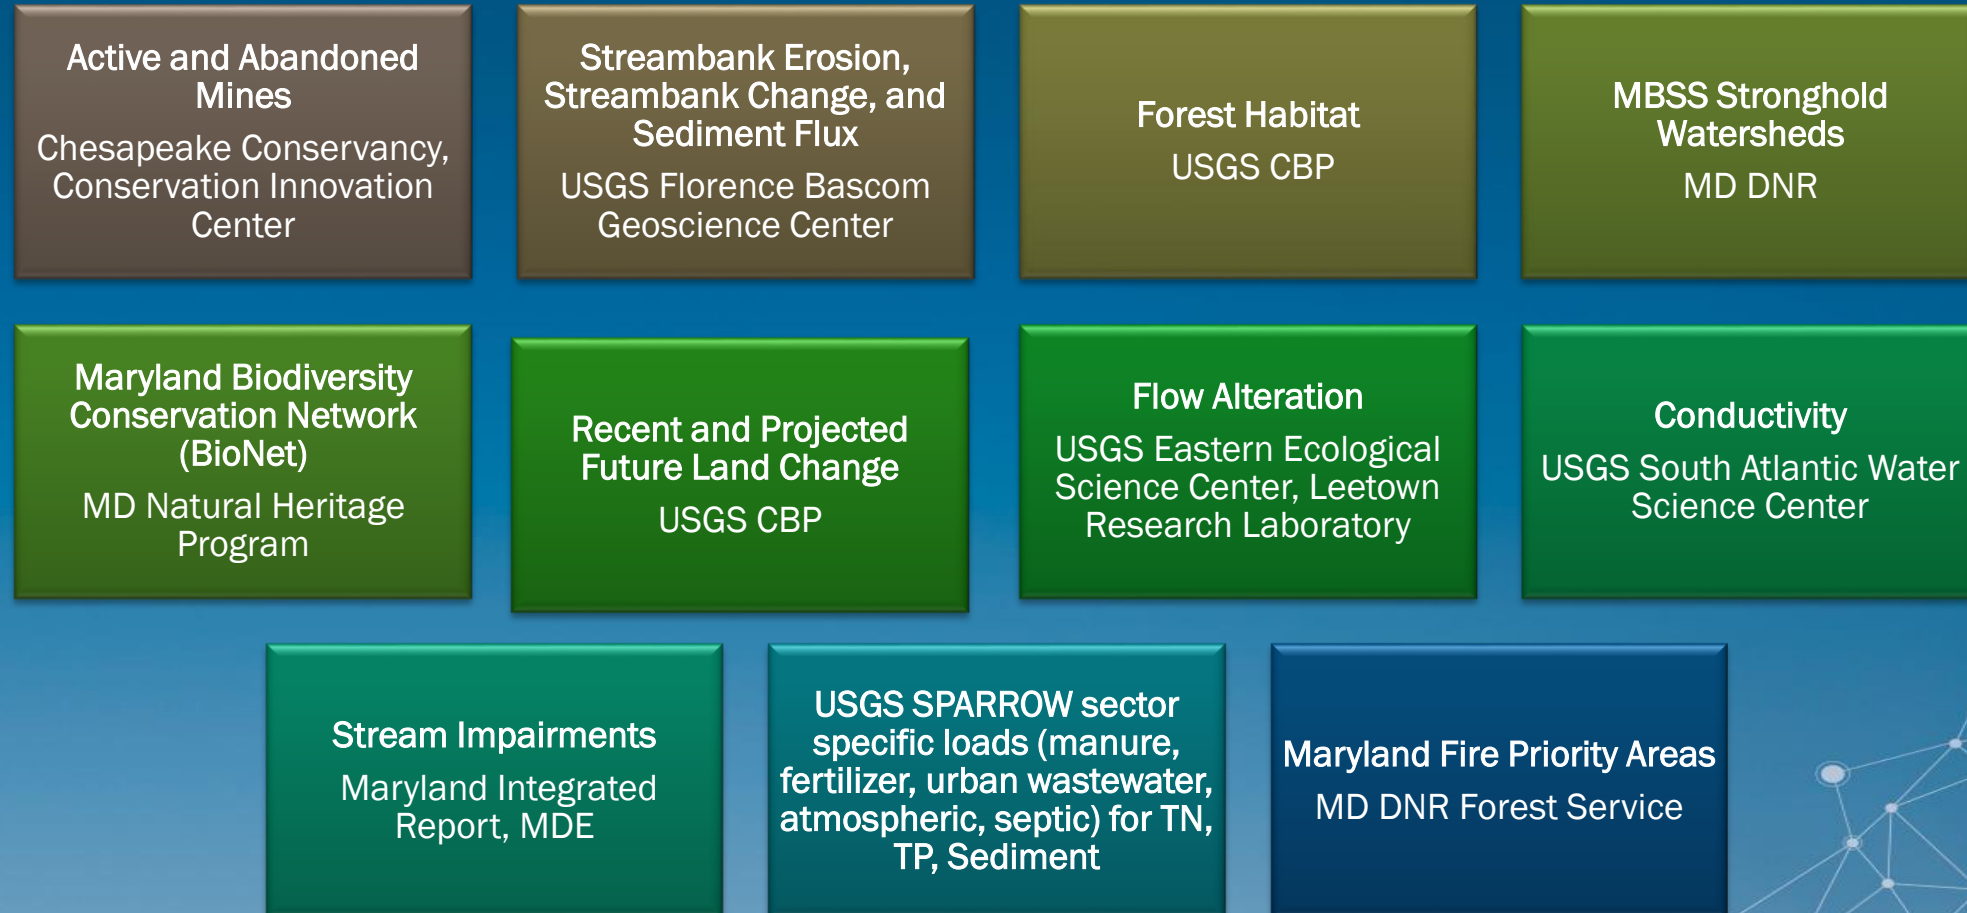 Active and Abandoned
Mines
Chesapeake Conservancy,
Conservation Innovation
Center
Streambank Erosion,
Streambank Change, and
Sediment Flux
USGS Florence Bascom
Geoscience Center
Forest Habitat
USGS CBP
MBSS Stronghold
Watersheds
MD DNR
Maryland Biodiversity
Conservation Network
(BioNet)
MD Natural Heritage
Program
Recent and Projected
Future Land Change
USGS CBP
Flow Alteration
USGS Eastern Ecological
Science Center, Leetown
Research Laboratory
Conductivity
USGS South Atlantic Water
Science Center
Stream Impairments
Maryland Integrated
Report, MDE
USGS SPARROW sector
specific loads (manure,
fertilizer, urban wastewater,
atmospheric, septic) for TN,
TP, Sediment
Maryland Fire Priority Areas
MD DNR Forest Service